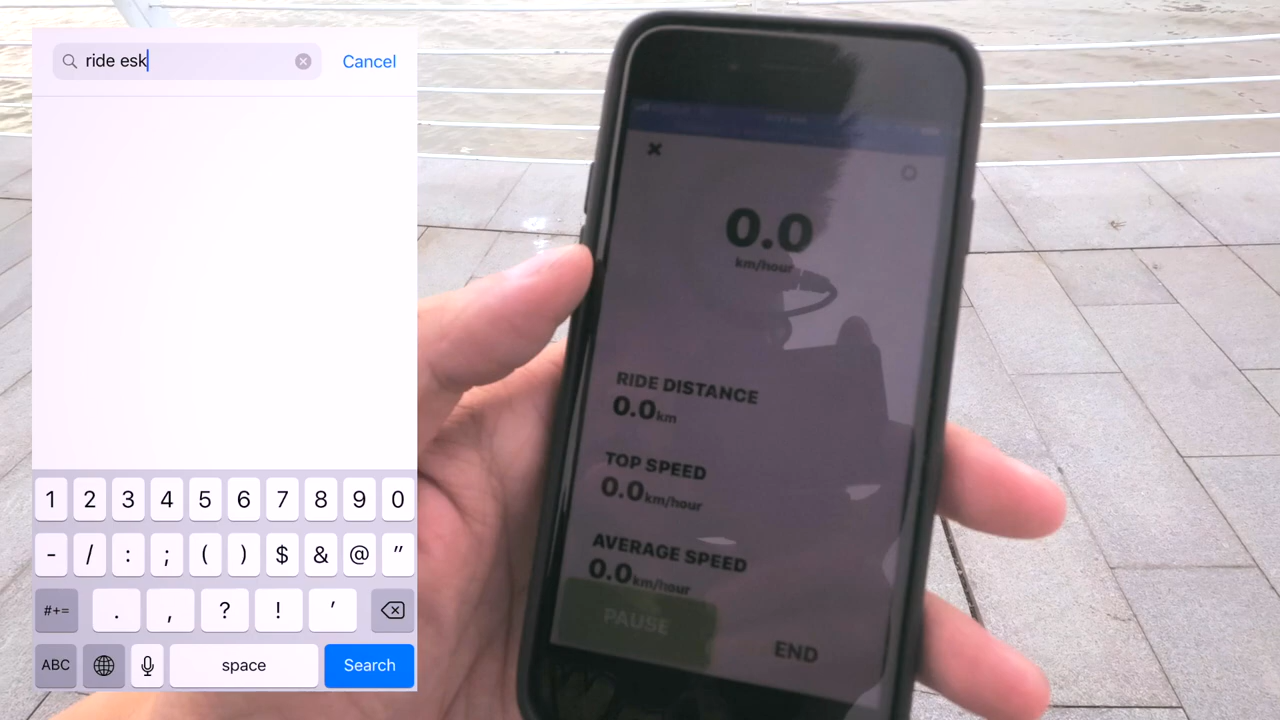 ride esk
Cancel
1 2 3 4 5 6 7 8 9 0
- / : ; ( ) $ & @ "
#+= . , ? ! '
ABC space Search
0.0
km/hour
RIDE DISTANCE
0.0km
TOP SPEED
0.0km/hour
AVERAGE SPEED
0.0km/hour
PAUSE
END